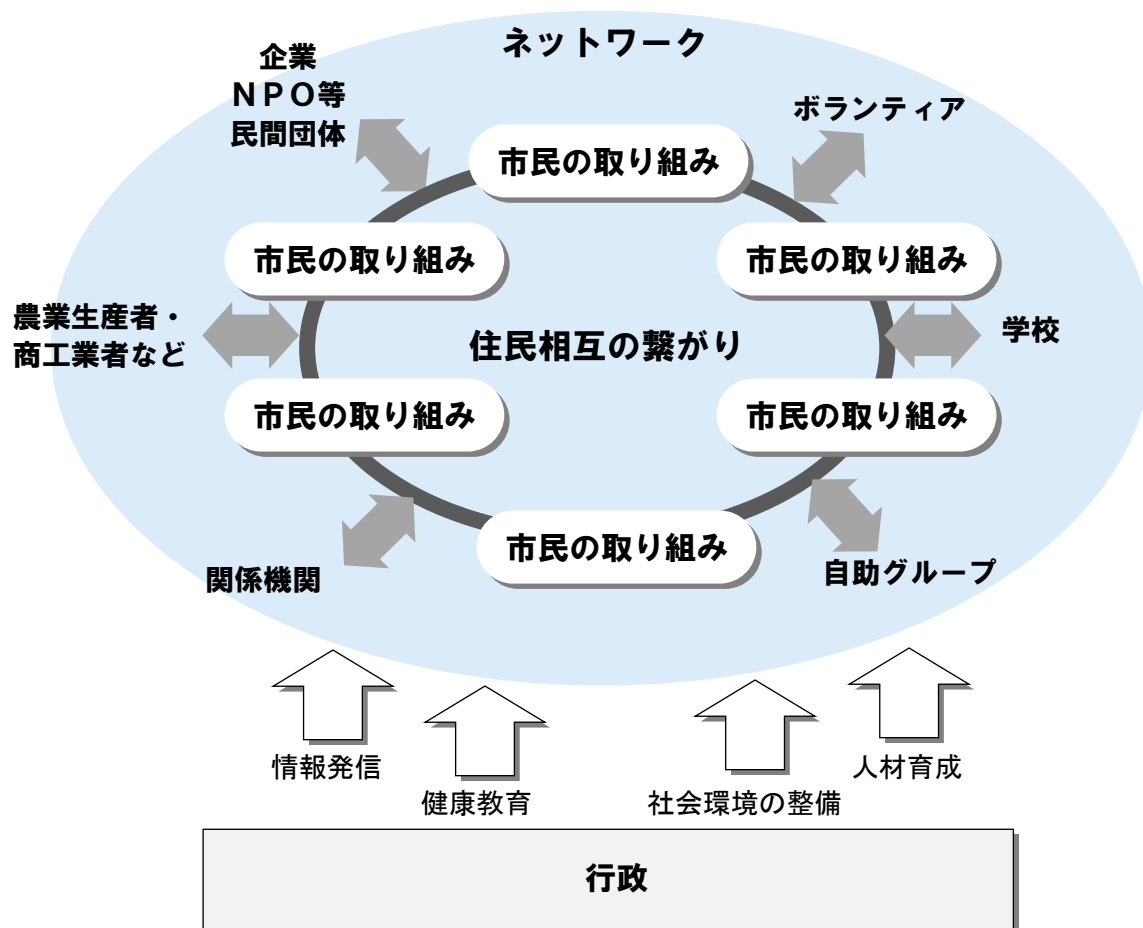 ネットワーク
企業
ＮＰＯ等
民間団体
ボランティア
市民の取り組み
市民の取り組み
市民の取り組み
農業生産者・
商工業者など
住民相互の繋がり
学校
市民の取り組み
市民の取り組み
市民の取り組み
関係機関
自助グループ
情報発信
健康教育
社会環境の整備
人材育成
行政